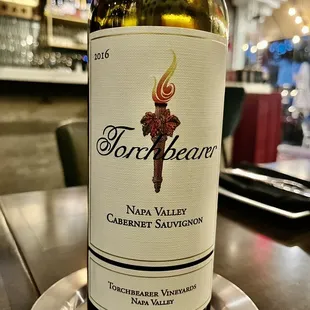 2016
Torchbearer
Napa Valley
Cabernet Sauvignon
Torchbearer Vineyards
Napa Valley